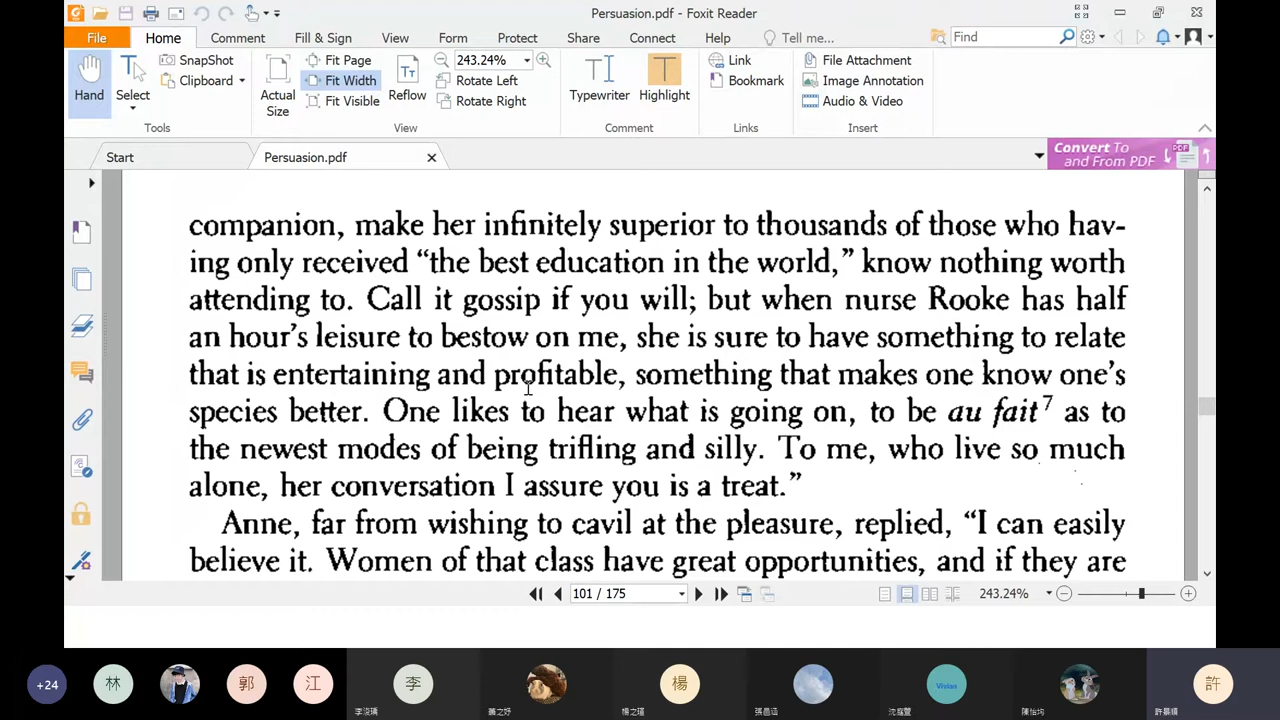 Persuasion.pdf - Foxit Reader
File Home Comment Fill & Sign View Form Protect Share Connect Help Tell me... Find
Hand
Select
SnapShot
Clipboard
Tools
Actual Size
Fit Page
Fit Width
Fit Visible
Reflow
243.24%
Rotate Left
Rotate Right
View
Typewriter
Highlight
Comment
Link
Bookmark
Links
File Attachment
Image Annotation
Audio & Video
Insert
Start
Persuasion.pdf
Convert To
and From PDF
PDF
companion, make her infinitely superior to thousands of those who hav-
ing only received “the best education in the world,” know nothing worth
attending to. Call it gossip if you will; but when nurse Rooke has half
an hour’s leisure to bestow on me, she is sure to have something to relate
that is entertaining and profitable, something that makes one know one’s
species better. One likes to hear what is going on, to be au fait7 as to
the newest modes of being trifling and silly. To me, who live so much
alone, her conversation I assure you is a treat.”
Anne, far from wishing to cavil at the pleasure, replied, “I can easily
believe it. Women of that class have great opportunities, and if they are
101 / 175
243.24%
+24 林 郭 江 李 楊 Vivian 許